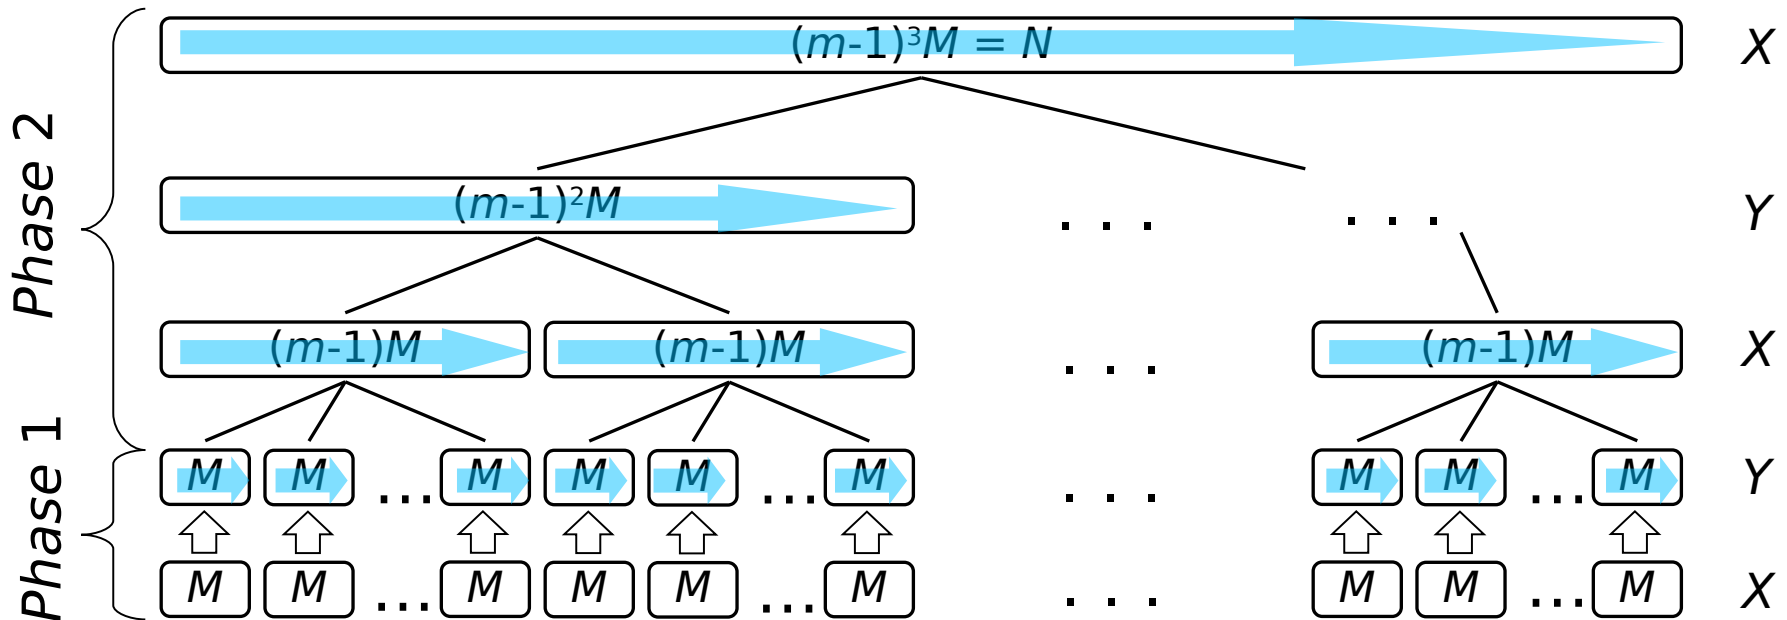 (m-1)³M = N X
Phase 2
(m-1)²M . . . . . . Y
(m-1)M (m-1)M . . . (m-1)M X
Phase 1
M M ... M M M ... M . . . M M ... M Y
M M ... M M M ... M . . . M M ... M X